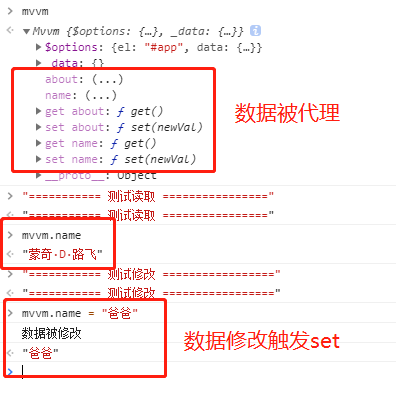 mvvm
Mvvm {$options: {…}, _data: {…}}
$options: {el: "#app", data: {…}}
_data: {}
about: (...)
name: (...)
get about: ƒ get()
set about: ƒ set(newVal)
get name: ƒ get()
set name: ƒ set(newVal)
__proto__: Object
数据被代理
"=========== 测试读取 ================"
"=========== 测试读取 ================"
mvvm.name
"蒙奇·D·路飞"
"=========== 测试修改 ================"
"=========== 测试修改 ================"
mvvm.name = "爸爸"
数据被修改
"爸爸"
数据修改触发set